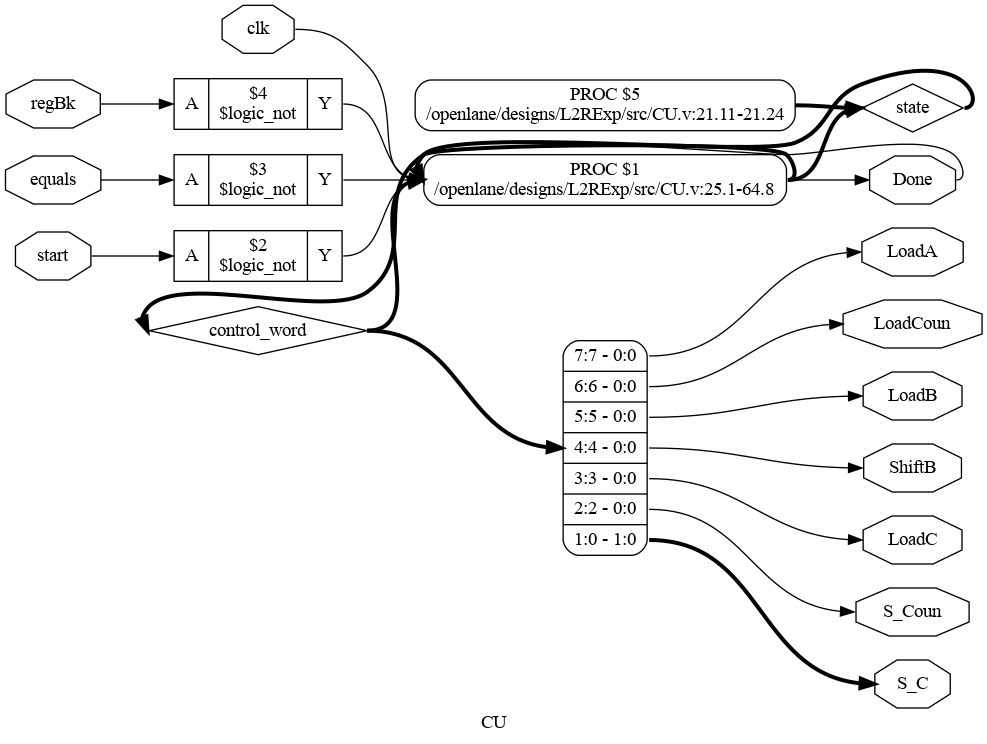 clk
regBk
A
$4
$logic_not
Y
PROC $5
/openlane/designs/L2RExp/src/CU.v:21.11-21.24
state
equals
A
$3
$logic_not
Y
PROC $1
/openlane/designs/L2RExp/src/CU.v:25.1-64.8
Done
start
A
$2
$logic_not
Y
LoadA
control_word
LoadCoun
7:7 - 0:0
6:6 - 0:0
LoadB
5:5 - 0:0
4:4 - 0:0
ShiftB
3:3 - 0:0
2:2 - 0:0
LoadC
1:0 - 1:0
S_Coun
S_C
CU